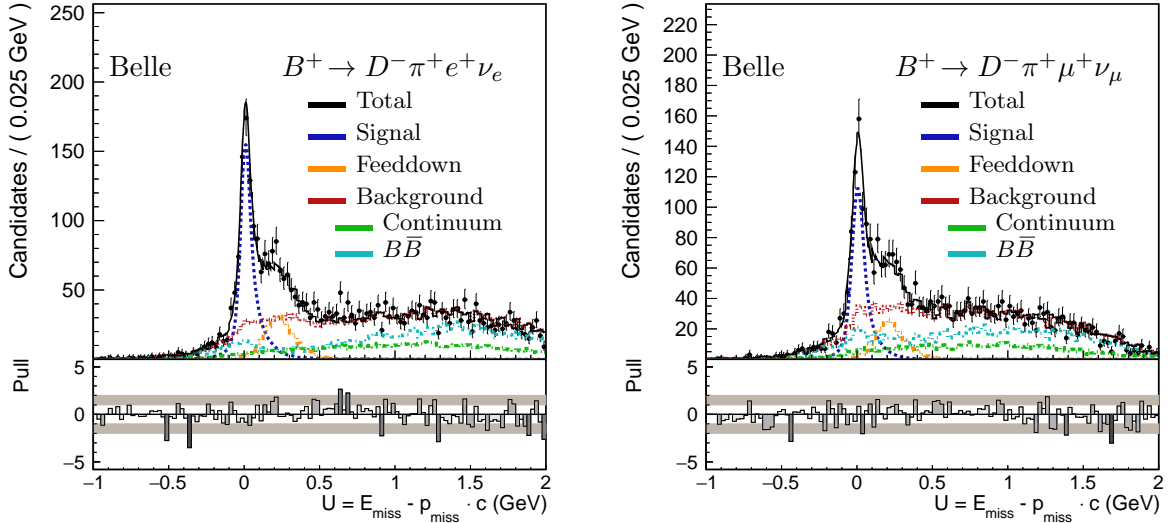 250
200
150
100
50
Candidates / ( 0.025 GeV )
Belle
B⁺ → D⁻ π⁺ e⁺ νₑ
Total
Signal
Feeddown
Background
Continuum
BB̅
5
0
−5
Pull
−1 −0.5 0 0.5 1 1.5 2
U = E_miss - p_miss · c (GeV)
220
200
180
160
140
120
100
80
60
40
20
Candidates / ( 0.025 GeV )
Belle
B⁺ → D⁻ π⁺ μ⁺ ν_μ
Total
Signal
Feeddown
Background
Continuum
BB̅
5
0
−5
Pull
−1 −0.5 0 0.5 1 1.5 2
U = E_miss - p_miss · c (GeV)